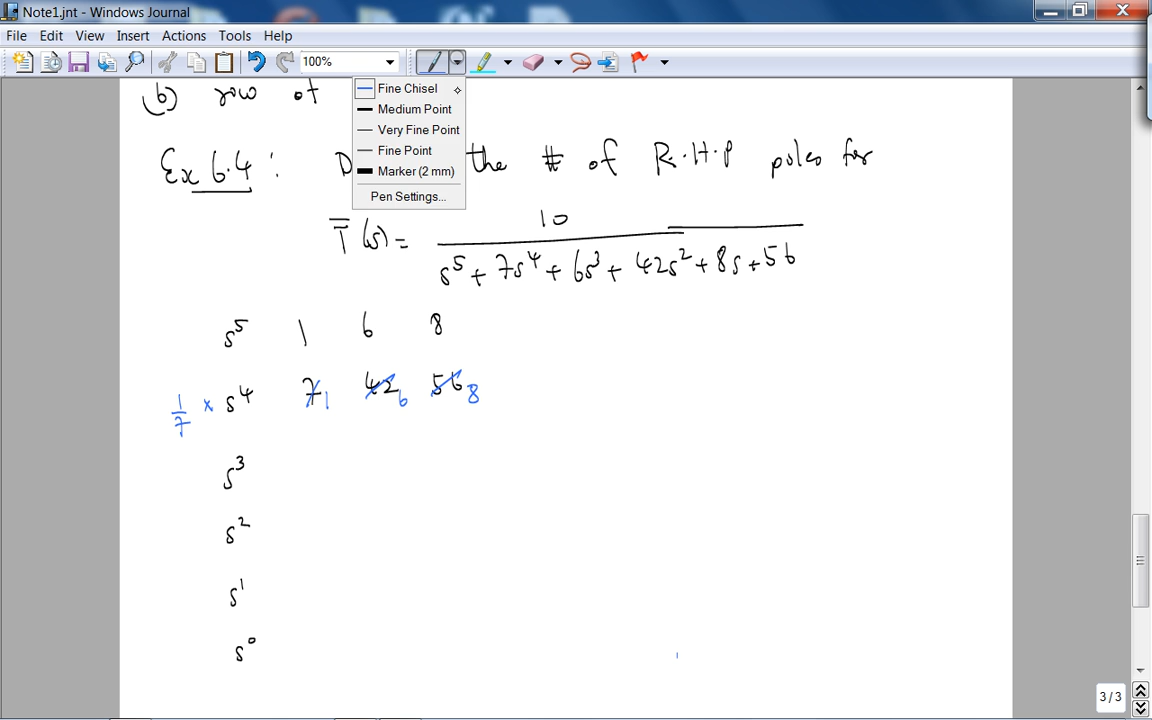 Note1.jnt - Windows Journal
File Edit View Insert Actions Tools Help
100%
Fine Chisel
Medium Point
Very Fine Point
Fine Point
Marker (2 mm)
Pen Settings...
(b) row of
Ex 6.4 : D the # of R.H.P poles for
T(s) = 10 / s⁵ + 7s⁴ + 6s³ + 42s² + 8s + 56
s⁵ 1 6 8
1/7 × s⁴ 7 1 42 6 56 8
s³
s²
s¹
s⁰
3/3